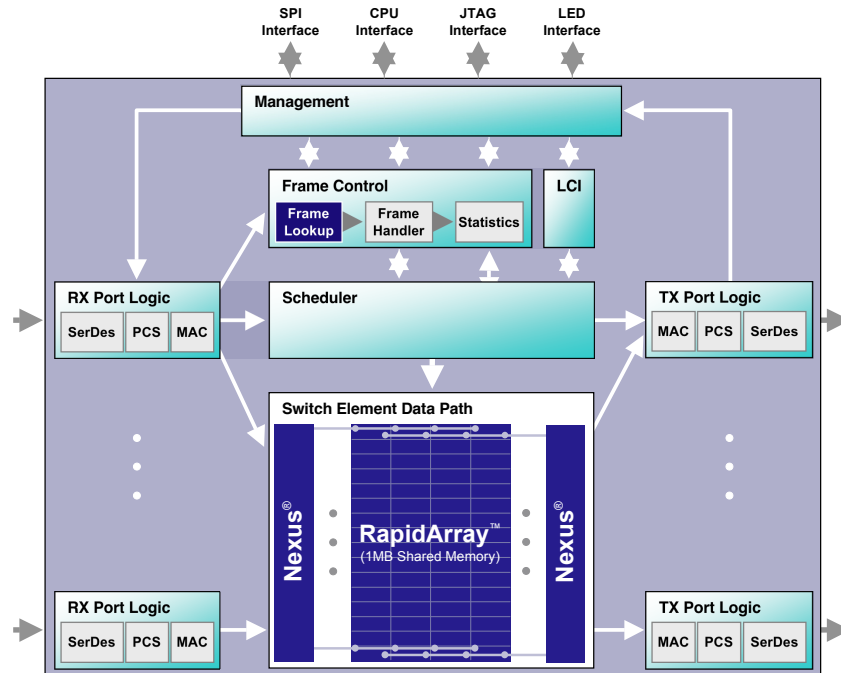 SPI Interface
CPU Interface
JTAG Interface
LED Interface
Management
Frame Control
LCI
Frame Lookup
Frame Handler
Statistics
RX Port Logic
SerDes PCS MAC
Scheduler
TX Port Logic
MAC PCS SerDes
Switch Element Data Path
Nexus®
RapidArray™
(1MB Shared Memory)
Nexus®
RX Port Logic
SerDes PCS MAC
TX Port Logic
MAC PCS SerDes